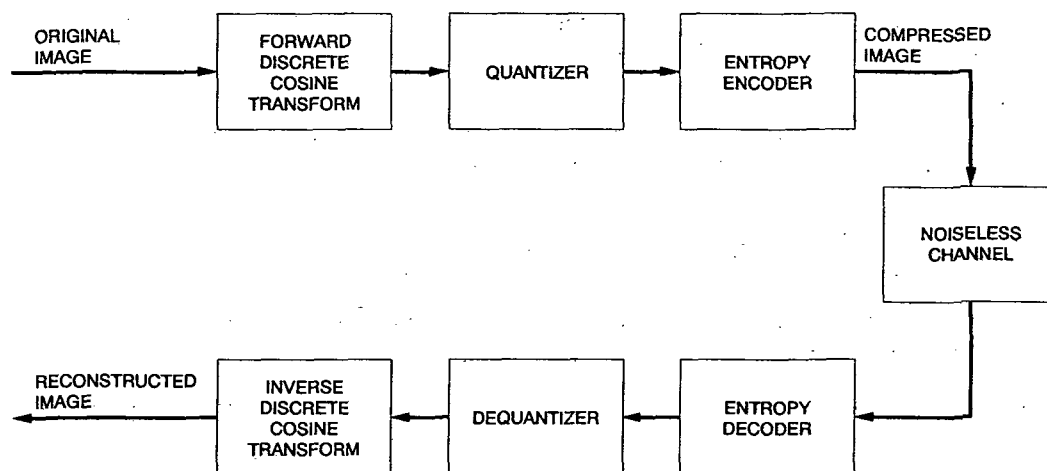 ORIGINAL
IMAGE
FORWARD
DISCRETE
COSINE
TRANSFORM
QUANTIZER
ENTROPY
ENCODER
COMPRESSED
IMAGE
NOISELESS
CHANNEL
RECONSTRUCTED
IMAGE
INVERSE
DISCRETE
COSINE
TRANSFORM
DEQUANTIZER
ENTROPY
DECODER